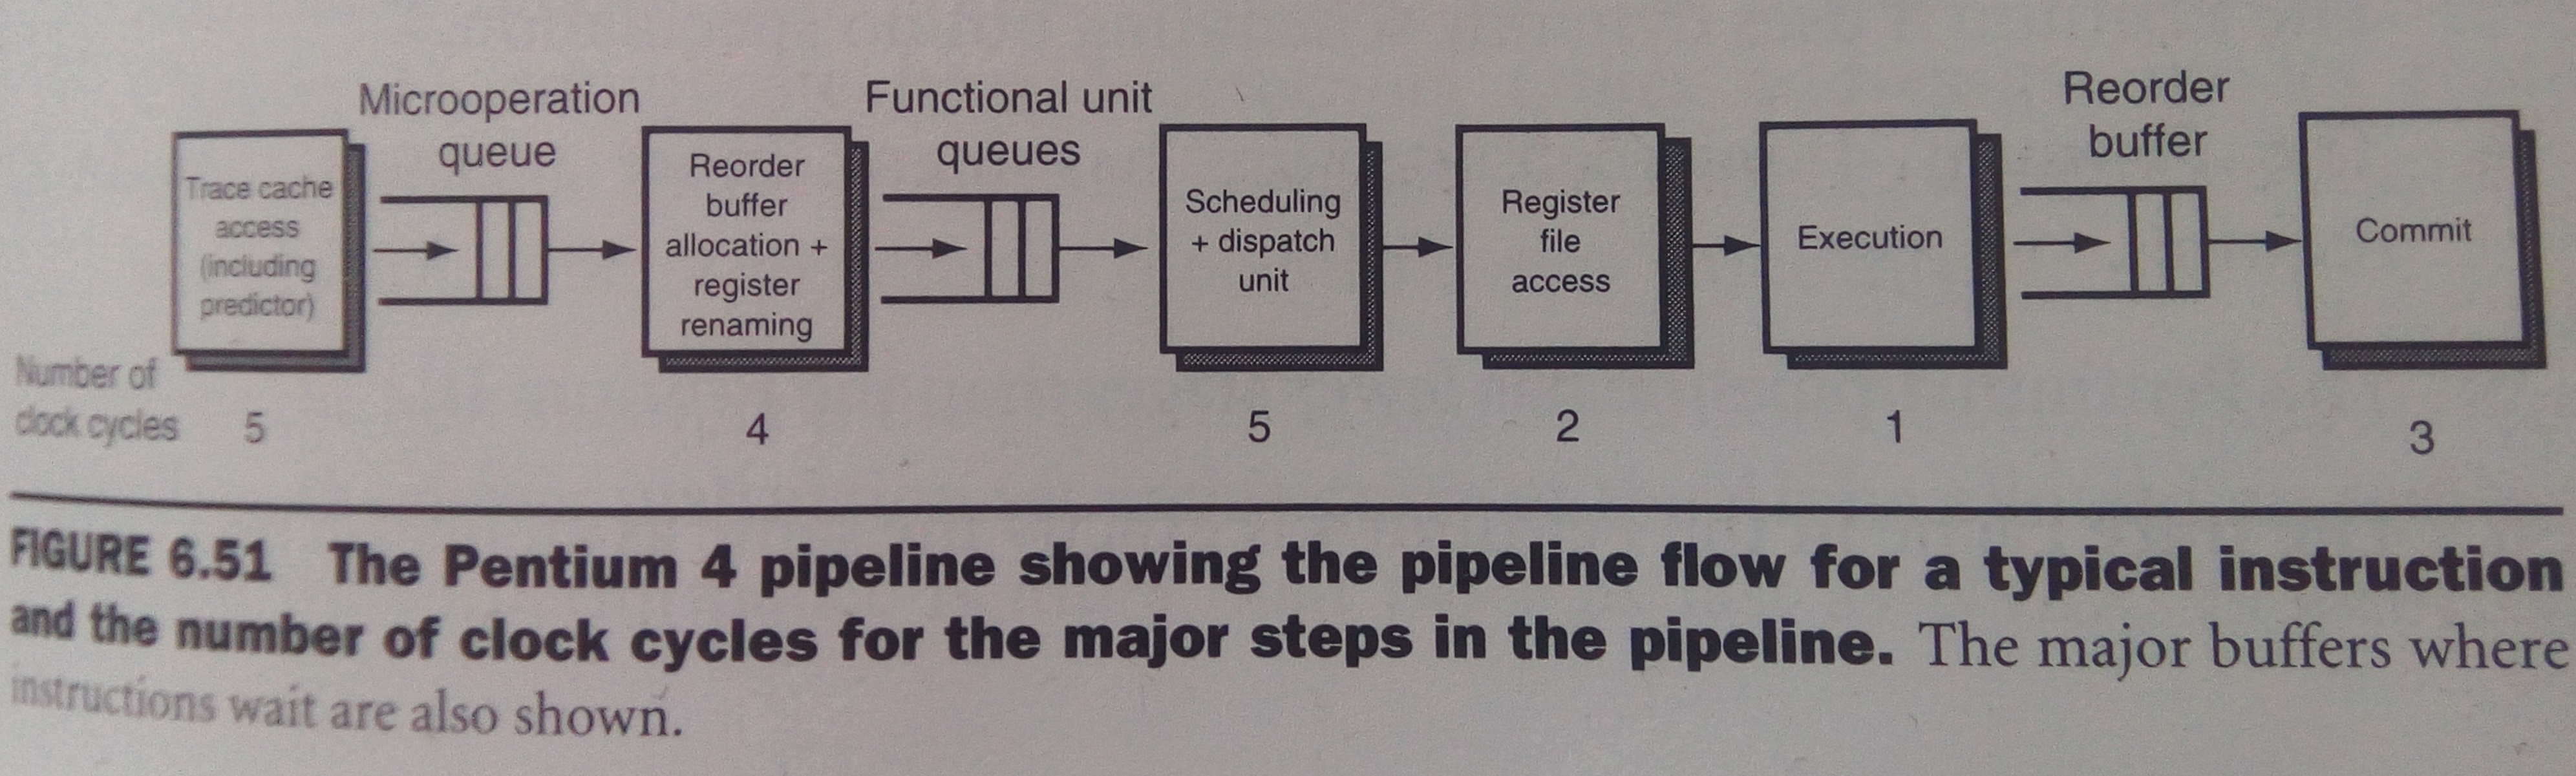 Microoperation
queue
Functional unit
queues
Reorder
buffer
Trace cache
access
(including
predictor)
Reorder
buffer
allocation +
register
renaming
Scheduling
+ dispatch
unit
Register
file
access
Execution
Commit
Number of
clock cycles 5 4 5 2 1 3
FIGURE 6.51 The Pentium 4 pipeline showing the pipeline flow for a typical instruction
and the number of clock cycles for the major steps in the pipeline. The major buffers where
instructions wait are also shown.